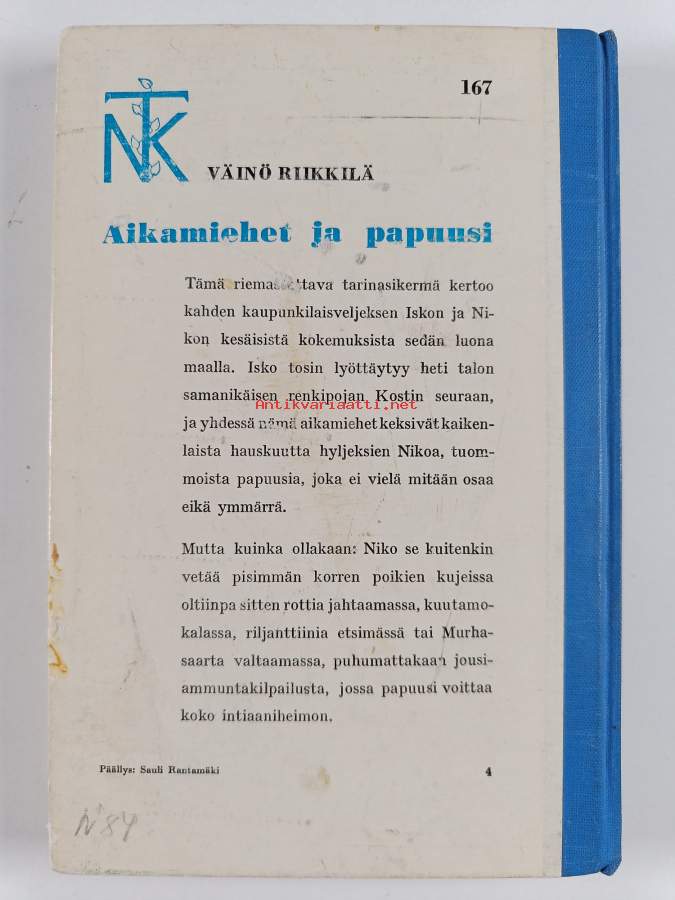 NTK
167
VÄINÖ RIIKKILÄ
Aikamiehet ja papuusi
Tämä tarinasikermä kertoo
kahden kaupunkilaisveljeksen Iskon ja Ni-
kon kesäisistä kokemuksista sedän luona
maalla. Isko tosin lyöttäytyy heti talon
samanikäisen renkipojan Kostin seuraan,
Antikvariaatti.net
ja yhdessä nämä aikamiehet keksivät kaiken-
laista hauskuutta hyljeksien Nikoa, tuom-
moista papuusia, joka ei vielä mitään osaa
eikä ymmärrä.
Mutta kuinka ollakaan: Niko se kuitenkin
vetää pisimmän korren poikien kujeissa
oltiinpa sitten rottia jahtaamassa, kuutamo-
kalassa, riljanttiinia etsimässä tai Murha-
saarta valtaamassa, puhumattakaan jousi-
ammuntakilpailusta, jossa papuusi voittaa
koko intiaaniheimon.
Päällys: Sauli Rantamäki
4
N84